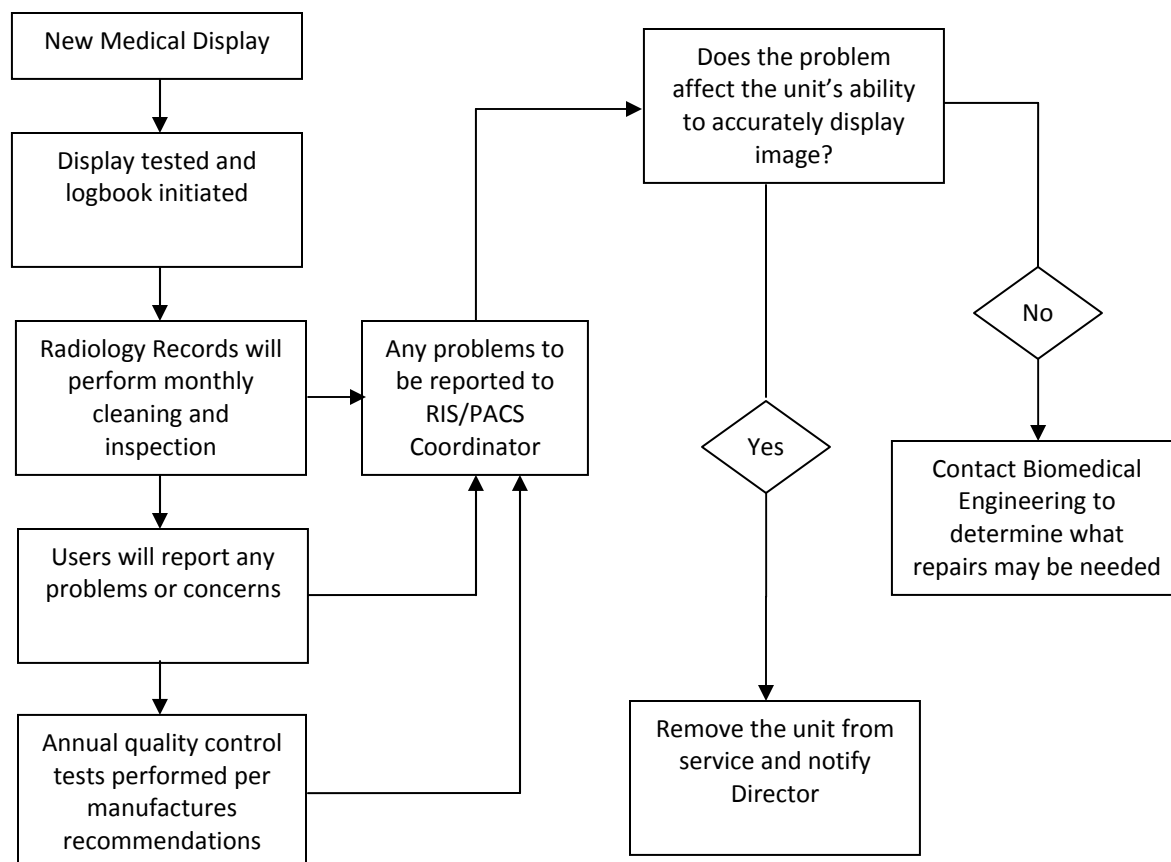 New Medical Display
Display tested and
logbook initiated
Radiology Records will
perform monthly
cleaning and
inspection
Users will report any
problems or concerns
Annual quality control
tests performed per
manufactures
recommendations
Any problems to
be reported to
RIS/PACS
Coordinator
Does the problem
affect the unit’s ability
to accurately display
image?
Yes
No
Remove the unit from
service and notify
Director
Contact Biomedical
Engineering to
determine what
repairs may be needed